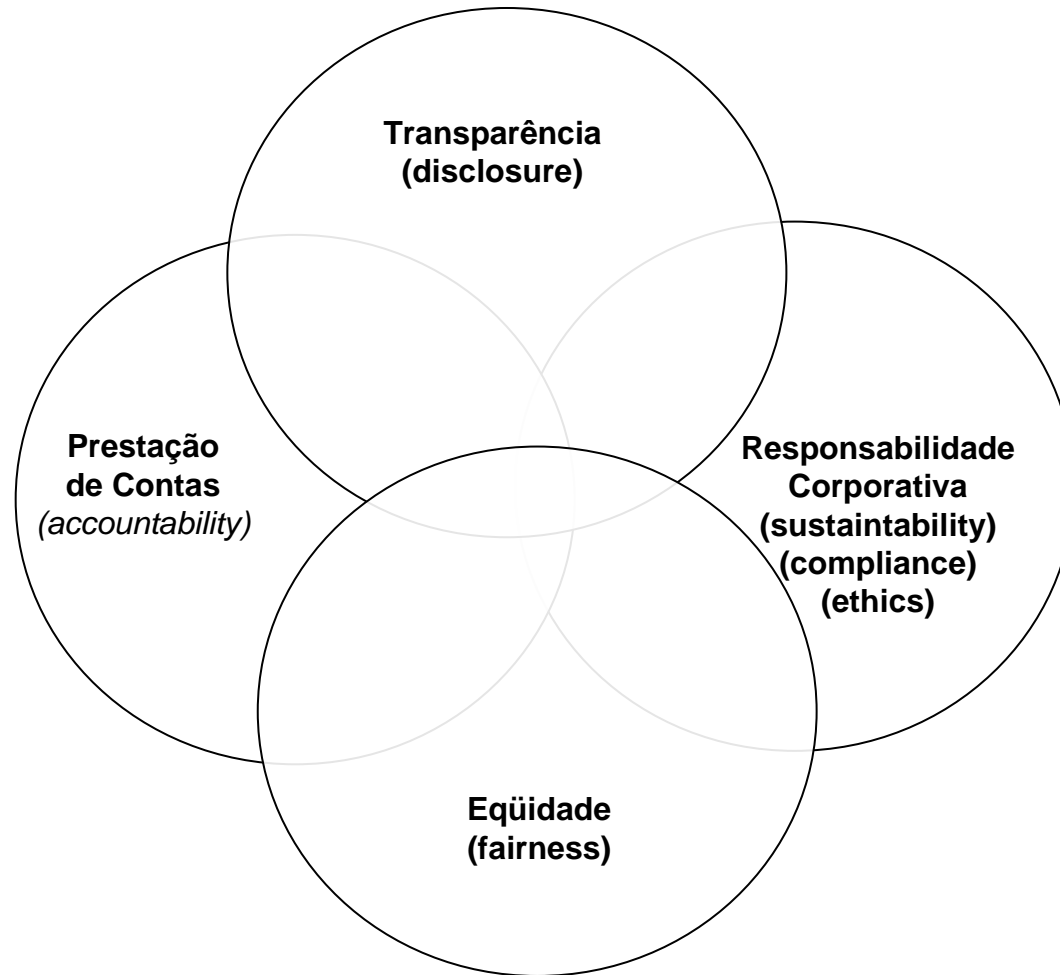 Transparência
(disclosure)
Prestação
de Contas
(accountability)
Responsabilidade
Corporativa
(sustaintability)
(compliance)
(ethics)
Eqüidade
(fairness)